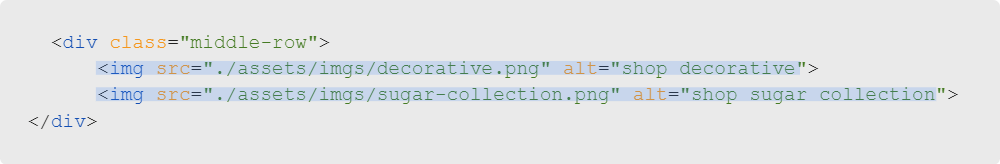 <div class="middle-row">
<img src="./assets/imgs/decorative.png" alt="shop decorative">
<img src="./assets/imgs/sugar-collection.png" alt="shop sugar collection">
</div>